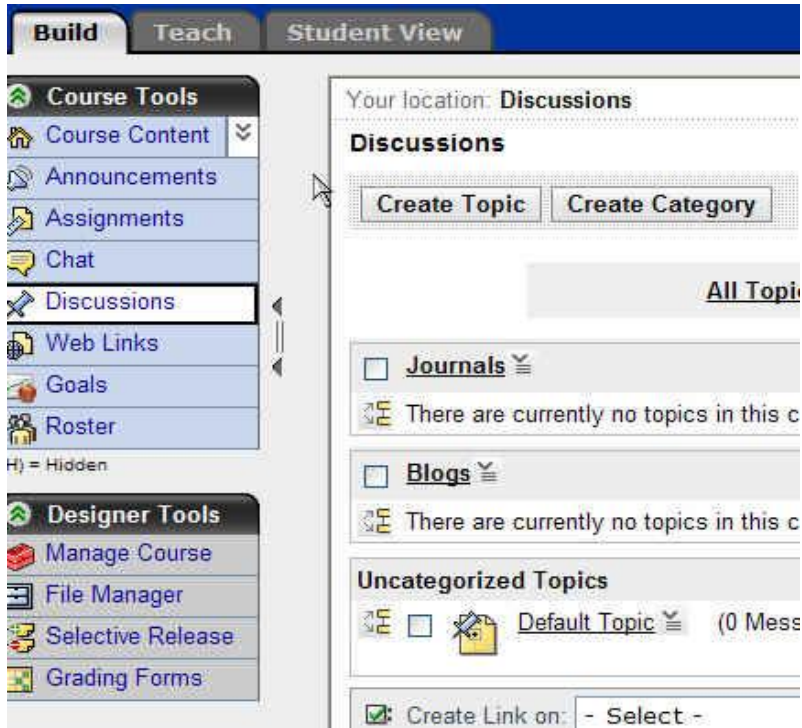 Build Teach Student View
Course Tools
Course Content
Announcements
Assignments
Chat
Discussions
Web Links
Goals
Roster
H) = Hidden
Designer Tools
Manage Course
File Manager
Selective Release
Grading Forms
Your location: Discussions
Discussions
Create Topic Create Category
All Topic
Journals
There are currently no topics in this c
Blogs
There are currently no topics in this c
Uncategorized Topics
Default Topic (0 Mess
Create Link on: - Select -